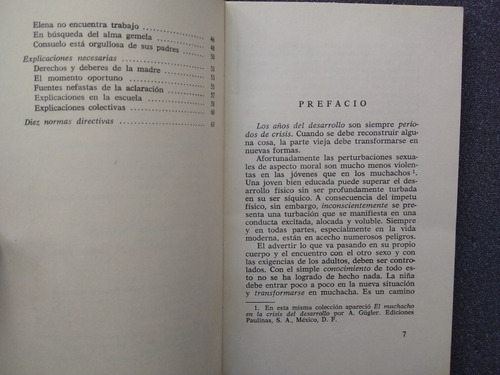 Elena no encuentra trabajo
En búsqueda del alma gemela 46
Consuelo está orgullosa de sus padres 48
Explicaciones necesarias 50
Derechos y deberes de la madre 55
El momento oportuno 55
Fuentes nefastas de la aclaración 55
Explicaciones en la escuela 57
Explicaciones colectivas 58
Diez normas directivas 61
PREFACIO
Los años del desarrollo son siempre perío-
dos de crisis. Cuando se debe reconstruir algu-
na cosa, la parte vieja debe transformarse en
nuevas formas.
Afortunadamente las perturbaciones sexua-
les de aspecto moral son mucho menos violen-
tas en las jóvenes que en los muchachos¹.
Una joven bien educada puede superar el des-
arrollo físico sin ser profundamente turbada
en su ser síquico. A consecuencia del ímpetu
físico, sin embargo, inconscientemente se pre-
senta una turbación que se manifiesta en una
conducta excitada, alocada y voluble. Siempre
y en todas partes, especialmente en la vida
moderna, están en acecho numerosos peligros.
El advertir lo que va pasando en su propio
cuerpo y el encuentro con el otro sexo y con
las exigencias de los adultos, deben ser contro-
lados. Con el simple conocimiento de todo es-
to no se ha logrado de hecho nada. La niña
debe entrar poco a poco en la nueva situación
y transformarse en muchacha. Es un camino
1. En esta misma colección apareció El muchacho
en la crisis del desarrollo por A. Gügler. Ediciones
Paulinas, S. A., México, D. F.
7